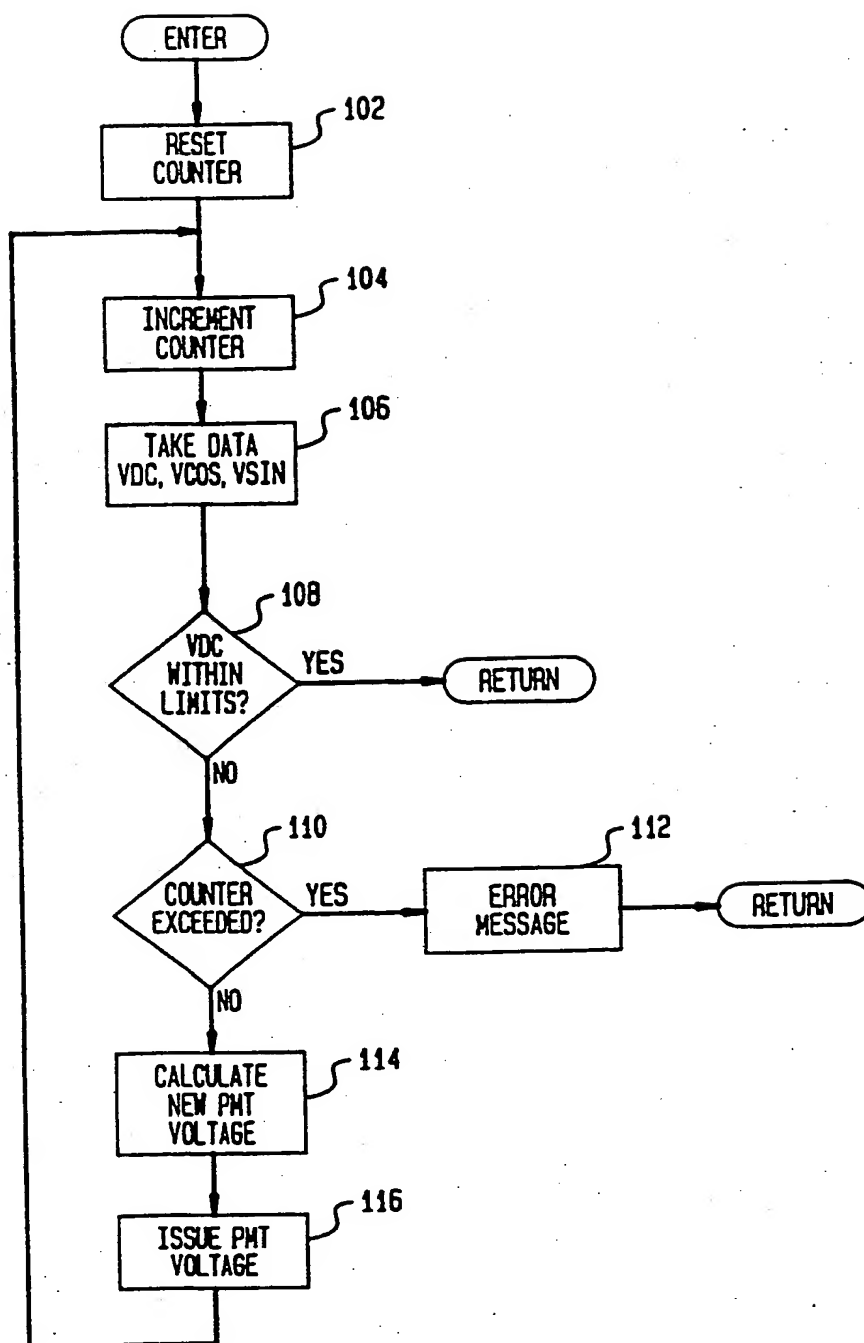 ENTER
102
RESET
COUNTER
104
INCREMENT
COUNTER
106
TAKE DATA
VDC, VCOS, VSIN
108
VDC
WITHIN
LIMITS?
YES
RETURN
NO
110
COUNTER
EXCEEDED?
YES
112
ERROR
MESSAGE
RETURN
NO
114
CALCULATE
NEW PMT
VOLTAGE
116
ISSUE PMT
VOLTAGE